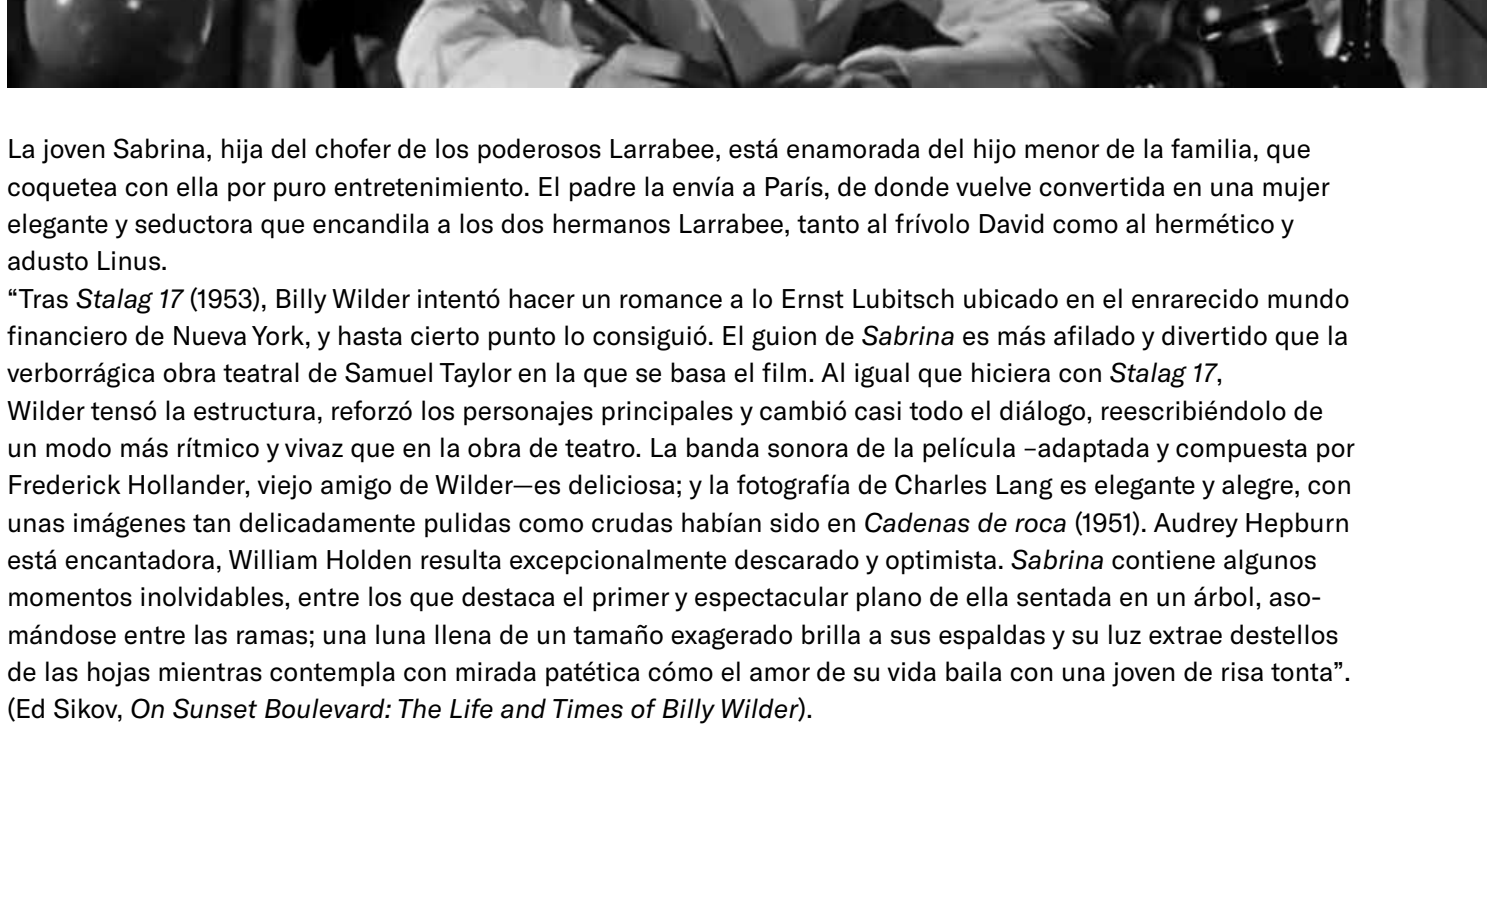 La joven Sabrina, hija del chofer de los poderosos Larrabee, está enamorada del hijo menor de la familia, que
coquetea con ella por puro entretenimiento. El padre la envía a París, de donde vuelve convertida en una mujer
elegante y seductora que encandila a los dos hermanos Larrabee, tanto al frívolo David como al hermético y
adusto Linus.
“Tras Stalag 17 (1953), Billy Wilder intentó hacer un romance a lo Ernst Lubitsch ubicado en el enrarecido mundo
financiero de Nueva York, y hasta cierto punto lo consiguió. El guion de Sabrina es más afilado y divertido que la
verborrágica obra teatral de Samuel Taylor en la que se basa el film. Al igual que hiciera con Stalag 17,
Wilder tensó la estructura, reforzó los personajes principales y cambió casi todo el diálogo, reescribiéndolo de
un modo más rítmico y vivaz que en la obra de teatro. La banda sonora de la película –adaptada y compuesta por
Frederick Hollander, viejo amigo de Wilder—es deliciosa; y la fotografía de Charles Lang es elegante y alegre, con
unas imágenes tan delicadamente pulidas como crudas habían sido en Cadenas de roca (1951). Audrey Hepburn
está encantadora, William Holden resulta excepcionalmente descarado y optimista. Sabrina contiene algunos
momentos inolvidables, entre los que destaca el primer y espectacular plano de ella sentada en un árbol, aso-
mándose entre las ramas; una luna llena de un tamaño exagerado brilla a sus espaldas y su luz extrae destellos
de las hojas mientras contempla con mirada patética cómo el amor de su vida baila con una joven de risa tonta”.
(Ed Sikov, On Sunset Boulevard: The Life and Times of Billy Wilder).